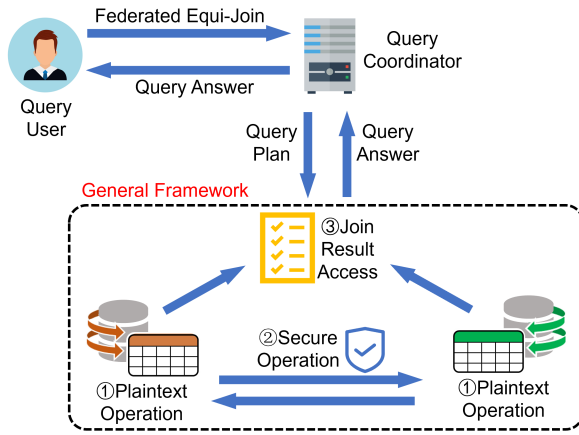 Federated Equi-Join
Query Answer
Query
User
Query
Coordinator
Query
Plan
Query
Answer
General Framework
③Join
Result
Access
②Secure
Operation
①Plaintext
Operation
①Plaintext
Operation